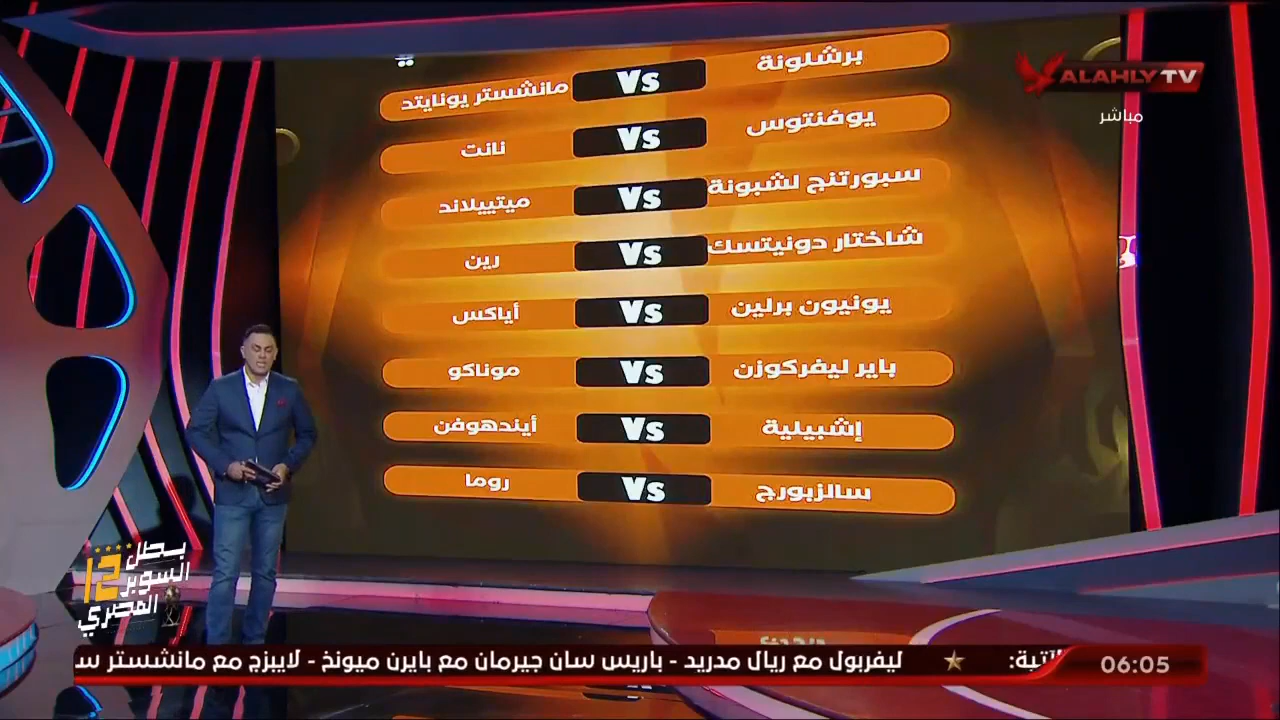 ALAHLY TV
مباشر
برشلونة Vs مانشستر يونايتد
يوفنتوس Vs نانت
سبورتنج لشبونة Vs ميتييلاند
شاختار دونيتسك Vs رين
يونيون برلين Vs أياكس
باير ليفركوزن Vs موناكو
إشبيلية Vs أيندهوفن
سالزبورج Vs روما
بطل
السوبر 12
المصري
ليفربول مع ريال مدريد - باريس سان جيرمان مع بايرن ميونخ - لايبزج مع مانشستر
06:05